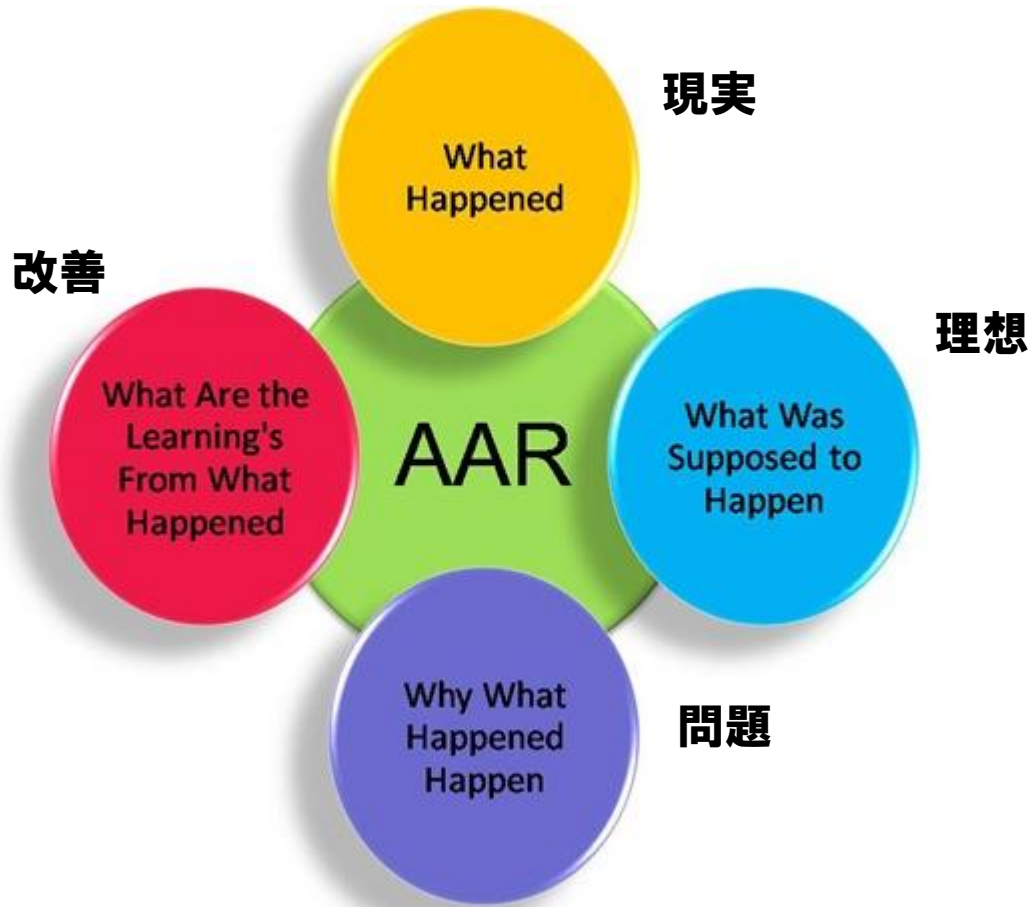 現実
What
Happened
改善
理想
What Are the
Learning's
From What
Happened
AAR
What Was
Supposed to
Happen
Why What
Happened
Happen
問題